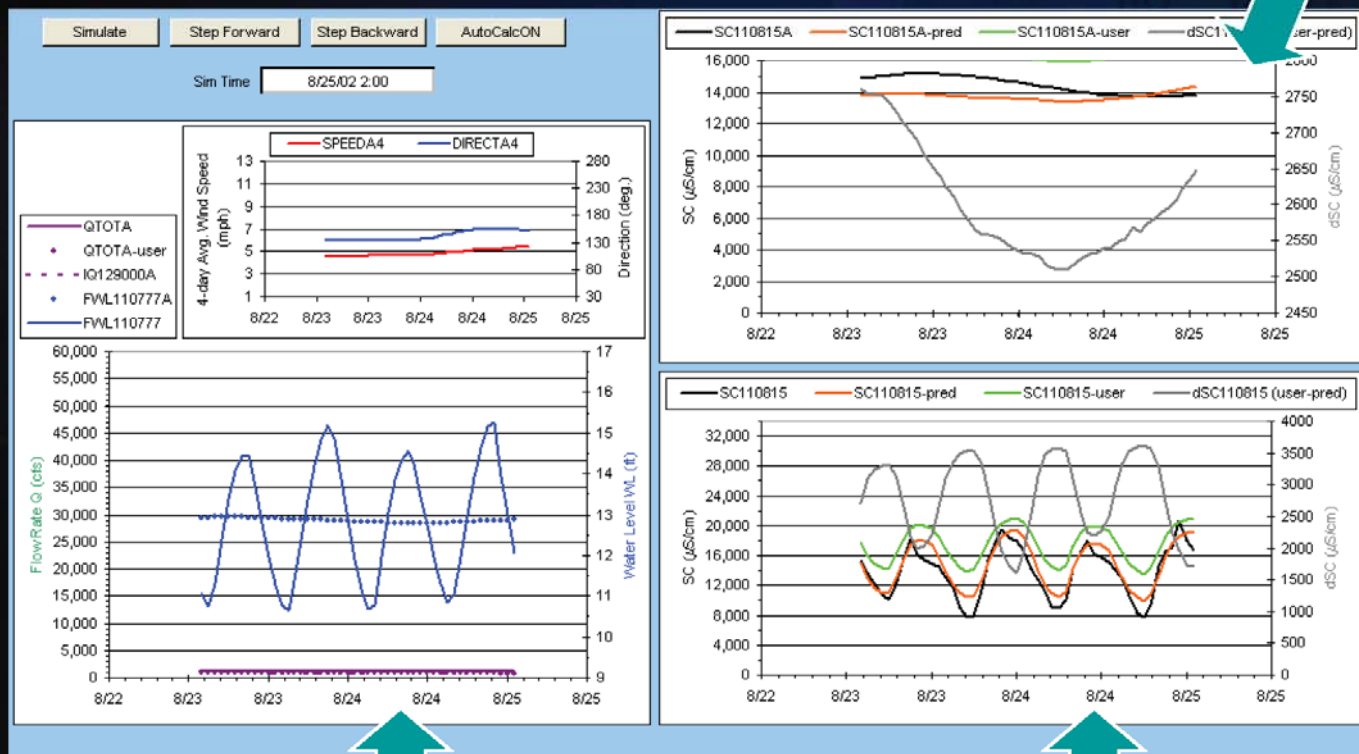 Simulate
Step Forward
Step Backward
AutoCalcON
Sim Time
8/25/02 2:00
SPEEDA4
DIRECTA4
4-day Avg. Wind Speed
(mph)
13
11
9
7
5
3
1
280
230
180
130
80
30
Direction (deg.)
8/22 8/23 8/23 8/24 8/24 8/25 8/25
QTOTA
QTOTA-user
IQ129000A
FWL110777A
FWL110777
Flow Rate Q (cfs)
60,000
55,000
50,000
45,000
40,000
35,000
30,000
25,000
20,000
15,000
10,000
5,000
0
17
16
15
14
13
12
11
10
9
Water Level WL (ft)
8/22 8/23 8/23 8/24 8/24 8/25 8/25
SC110815A
SC110815A-pred
SC110815A-user
SC (µS/cm)
16,000
14,000
12,000
10,000
8,000
6,000
4,000
2,000
0
2800
2750
2700
2650
2600
2550
2500
2450
dSC (µS/cm)
8/22 8/23 8/23 8/24 8/24 8/25 8/25
SC110815
SC110815-pred
SC110815-user
dSC110815 (user-pred)
SC (µS/cm)
32,000
28,000
24,000
20,000
16,000
12,000
8,000
4,000
0
4000
3500
3000
2500
2000
1500
1000
500
0
dSC (µS/cm)
8/22 8/23 8/23 8/24 8/24 8/25 8/25